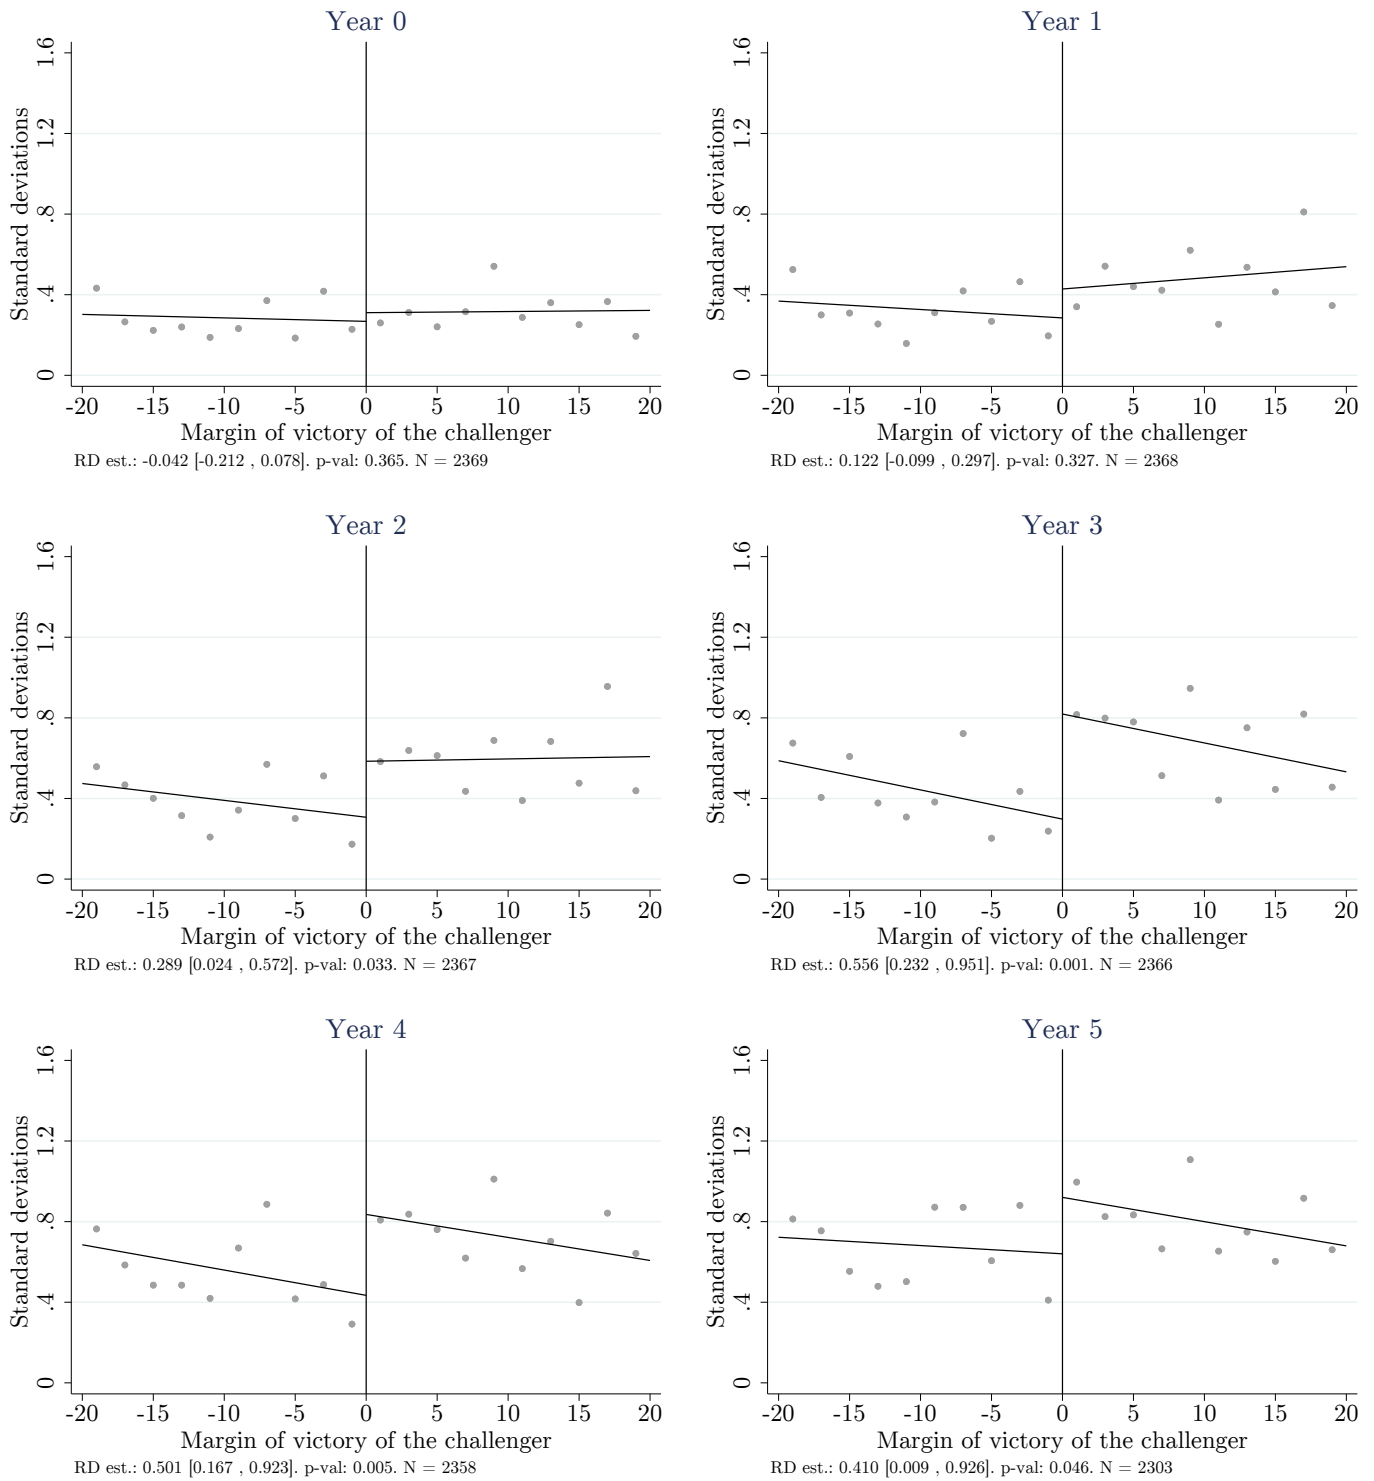 Year 0
Standard deviations
1.6
1.2
.8
.4
0
-20 -15 -10 -5 0 5 10 15 20
Margin of victory of the challenger
RD est.: -0.042 [-0.212 , 0.078]. p-val: 0.365. N = 2369
Year 1
Standard deviations
1.6
1.2
.8
.4
0
-20 -15 -10 -5 0 5 10 15 20
Margin of victory of the challenger
RD est.: 0.122 [-0.099 , 0.297]. p-val: 0.327. N = 2368
Year 2
Standard deviations
1.6
1.2
.8
.4
0
-20 -15 -10 -5 0 5 10 15 20
Margin of victory of the challenger
RD est.: 0.289 [0.024 , 0.572]. p-val: 0.033. N = 2367
Year 3
Standard deviations
1.6
1.2
.8
.4
0
-20 -15 -10 -5 0 5 10 15 20
Margin of victory of the challenger
RD est.: 0.556 [0.232 , 0.951]. p-val: 0.001. N = 2366
Year 4
Standard deviations
1.6
1.2
.8
.4
0
-20 -15 -10 -5 0 5 10 15 20
Margin of victory of the challenger
RD est.: 0.501 [0.167 , 0.923]. p-val: 0.005. N = 2358
Year 5
Standard deviations
1.6
1.2
.8
.4
0
-20 -15 -10 -5 0 5 10 15 20
Margin of victory of the challenger
RD est.: 0.410 [0.009 , 0.926]. p-val: 0.046. N = 2303